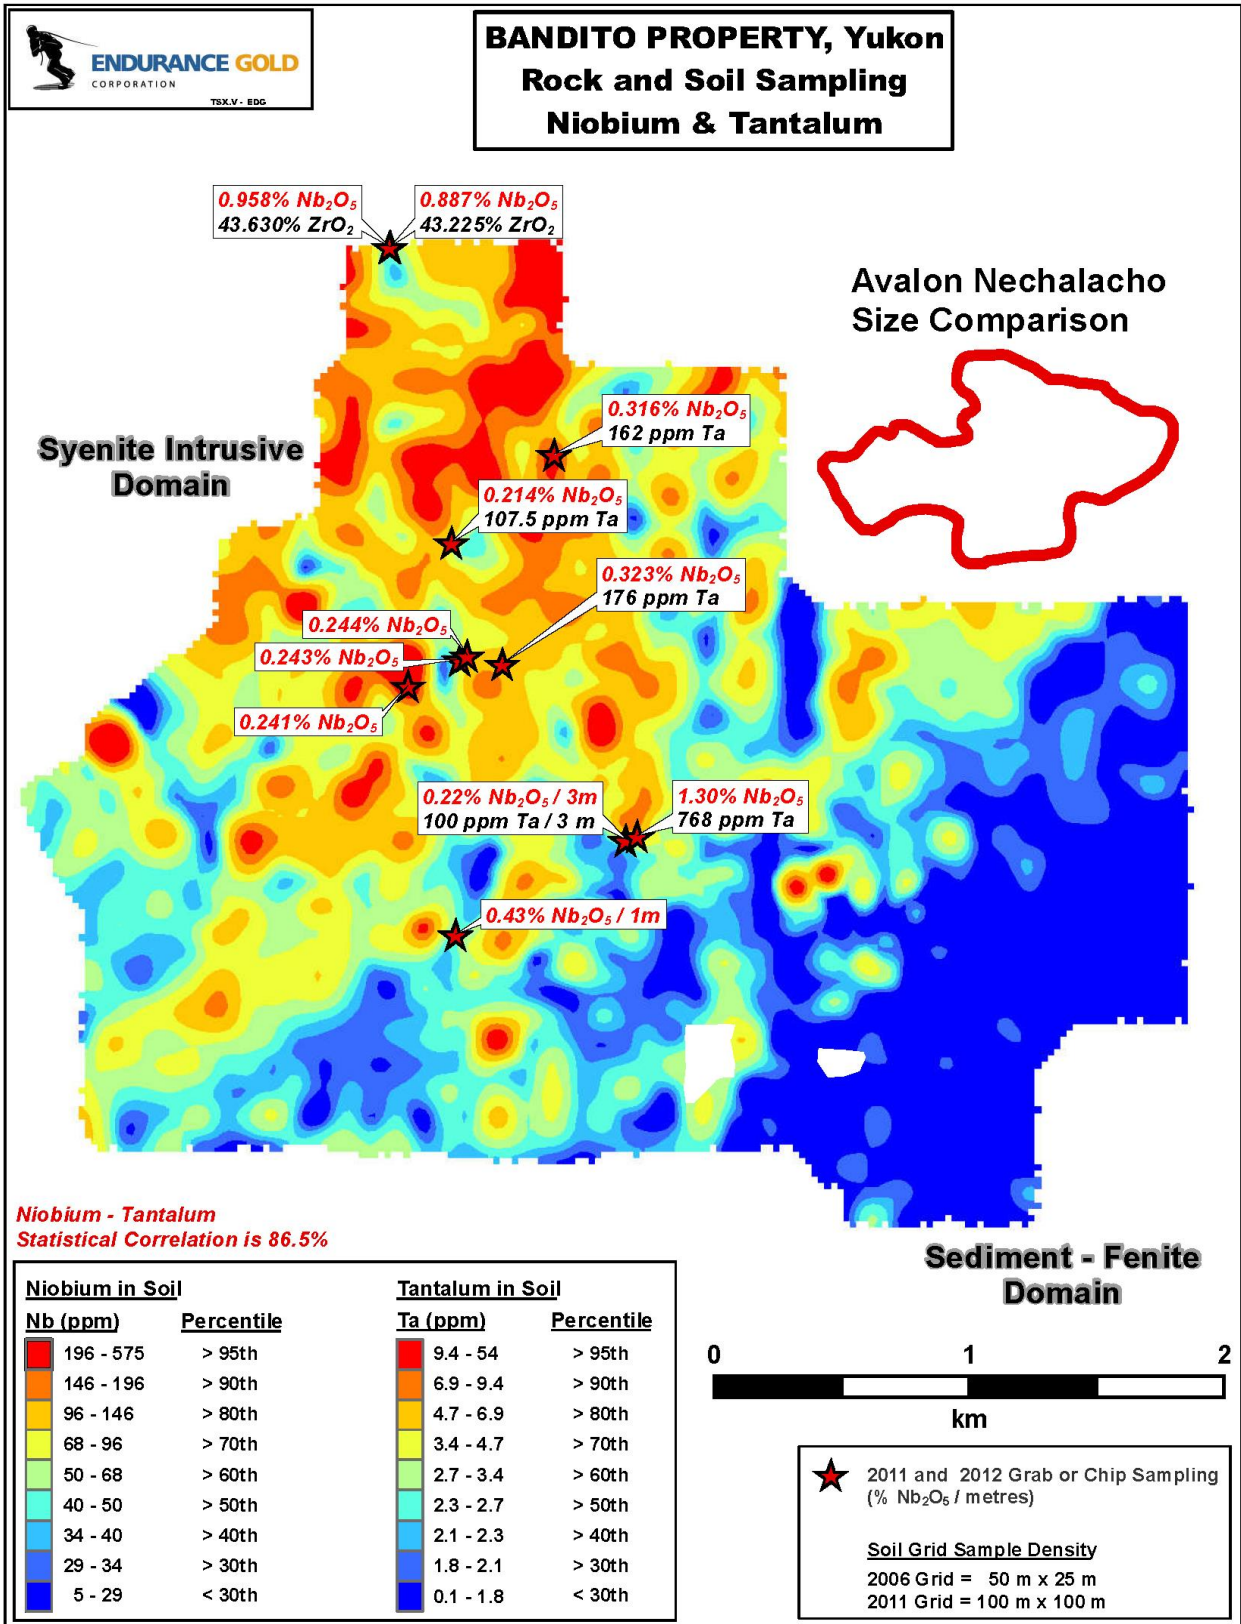 ENDURANCE GOLD
CORPORATION
TSX.V - EDG
BANDITO PROPERTY, Yukon
Rock and Soil Sampling
Niobium & Tantalum
0.958% Nb₂O₅
43.630% ZrO₂
0.887% Nb₂O₅
43.225% ZrO₂
Avalon Nechalacho
Size Comparison
0.316% Nb₂O₅
162 ppm Ta
Syenite Intrusive
Domain
0.214% Nb₂O₅
107.5 ppm Ta
0.323% Nb₂O₅
176 ppm Ta
0.244% Nb₂O₅
0.243% Nb₂O₅
0.241% Nb₂O₅
0.22% Nb₂O₅ / 3m
100 ppm Ta / 3 m
1.30% Nb₂O₅
768 ppm Ta
0.43% Nb₂O₅ / 1m
Niobium - Tantalum
Statistical Correlation is 86.5%
Sediment - Fenite
Domain
Niobium in Soil
Nb (ppm) Percentile
196 - 575 > 95th
146 - 196 > 90th
96 - 146 > 80th
68 - 96 > 70th
50 - 68 > 60th
40 - 50 > 50th
34 - 40 > 40th
29 - 34 > 30th
5 - 29 < 30th
Tantalum in Soil
Ta (ppm) Percentile
9.4 - 54 > 95th
6.9 - 9.4 > 90th
4.7 - 6.9 > 80th
3.4 - 4.7 > 70th
2.7 - 3.4 > 60th
2.3 - 2.7 > 50th
2.1 - 2.3 > 40th
1.8 - 2.1 > 30th
0.1 - 1.8 < 30th
0 1 2
km
2011 and 2012 Grab or Chip Sampling
(% Nb₂O₅ / metres)
Soil Grid Sample Density
2006 Grid = 50 m x 25 m
2011 Grid = 100 m x 100 m